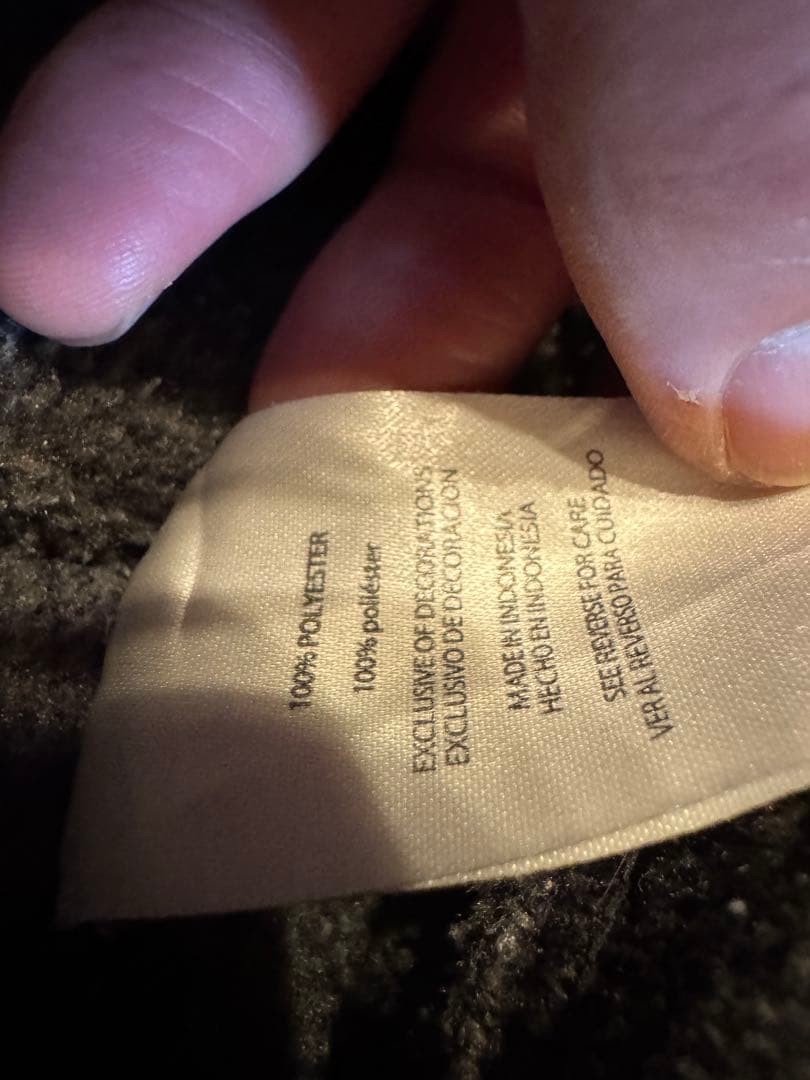 100% POLYESTER
100% poliéster
EXCLUSIVE OF DECORATIONS
EXCLUSIVO DE DECORACION
MADE IN INDONESIA
HECHO EN INDONESIA
SEE REVERSE FOR CARE
VER AL REVERSO PARA CUIDADO